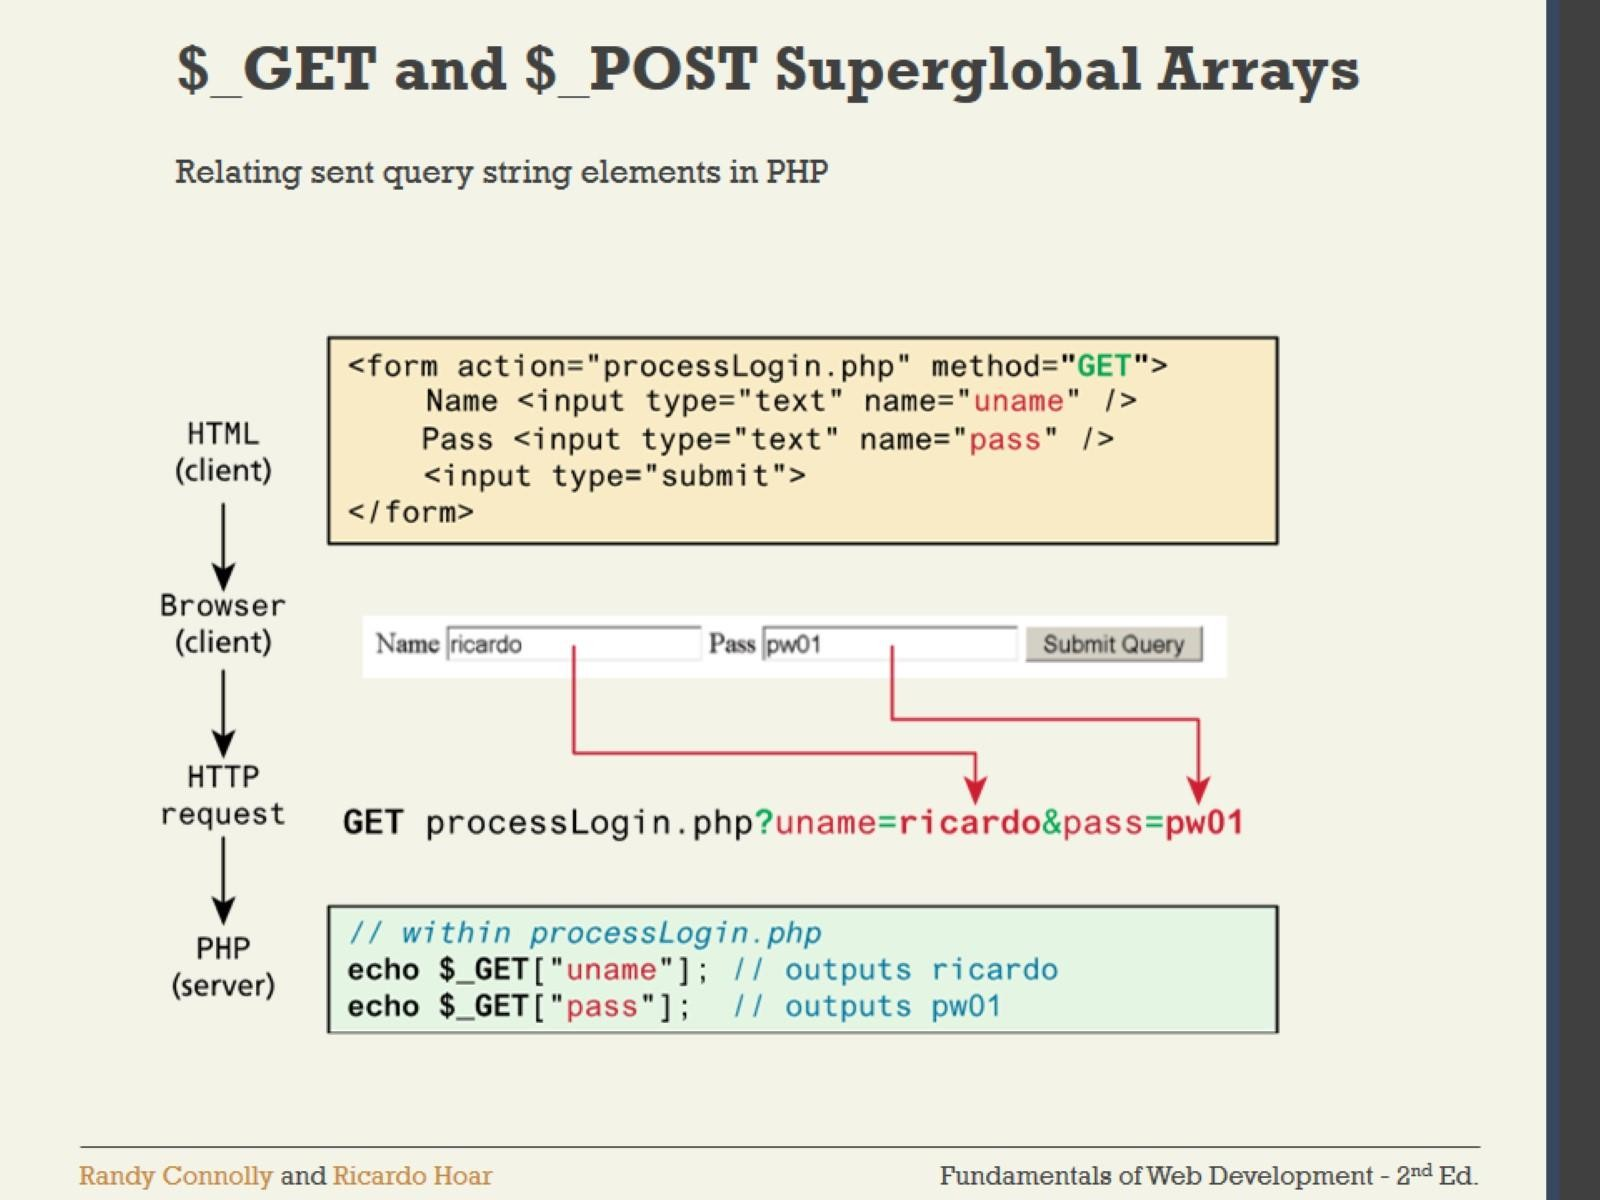 $_GET and $_POST Superglobal Arrays
Relating sent query string elements in PHP
HTML
(client)
<form action="processLogin.php" method="GET">
Name <input type="text" name="uname" />
Pass <input type="text" name="pass" />
<input type="submit">
</form>
Browser
(client)
Name ricardo Pass pw01 Submit Query
HTTP
request
GET processLogin.php?uname=ricardo&pass=pw01
PHP
(server)
// within processLogin.php
echo $_GET["uname"]; // outputs ricardo
echo $_GET["pass"]; // outputs pw01
Randy Connolly and Ricardo Hoar
Fundamentals of Web Development - 2nd Ed.